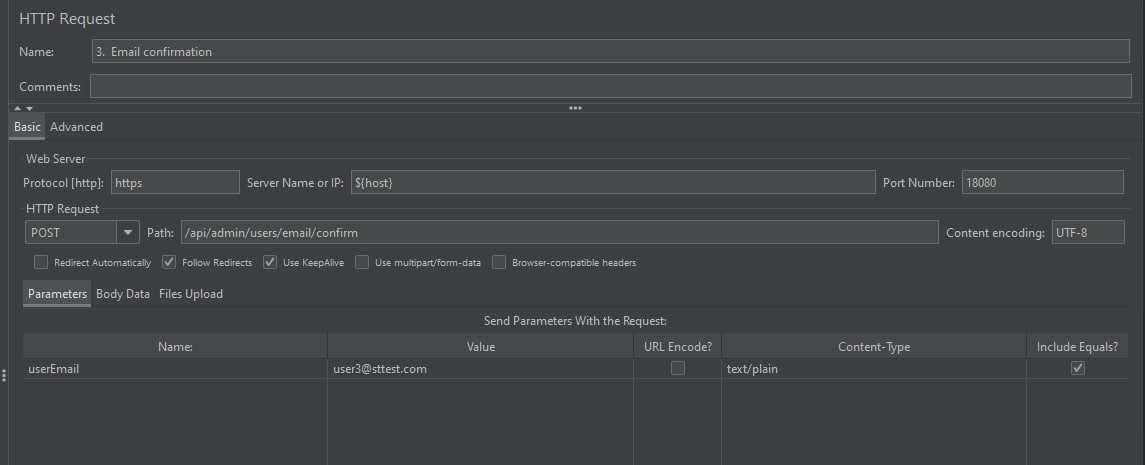 HTTP Request
Name: 3. Email confirmation
Comments:
Basic Advanced
Web Server
Protocol [http]: https Server Name or IP: ${host} Port Number: 18080
HTTP Request
POST Path: /api/admin/users/email/confirm Content encoding: UTF-8
Redirect Automatically Follow Redirects Use KeepAlive Use multipart/form-data Browser-compatible headers
Parameters Body Data Files Upload
Send Parameters With the Request:
Name: Value URL Encode? Content-Type Include Equals?
userEmail user3@sttest.com text/plain